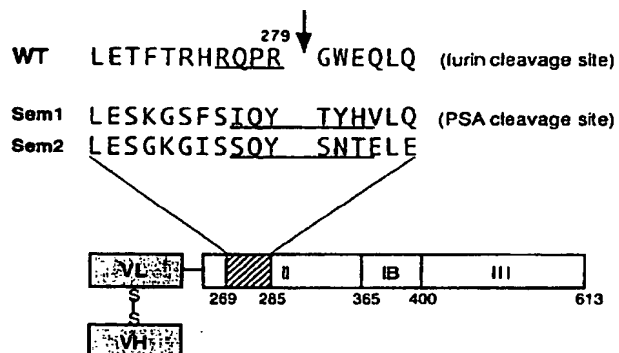 279
WT LETFTRHRQPR GWEQLQ (furin cleavage site)
Sem1 LESKGSFSIQY TYHVLQ (PSA cleavage site)
Sem2 LESGKGISSQY SNTELE
VL II IB III
269 285 365 400 613
S
S
VH